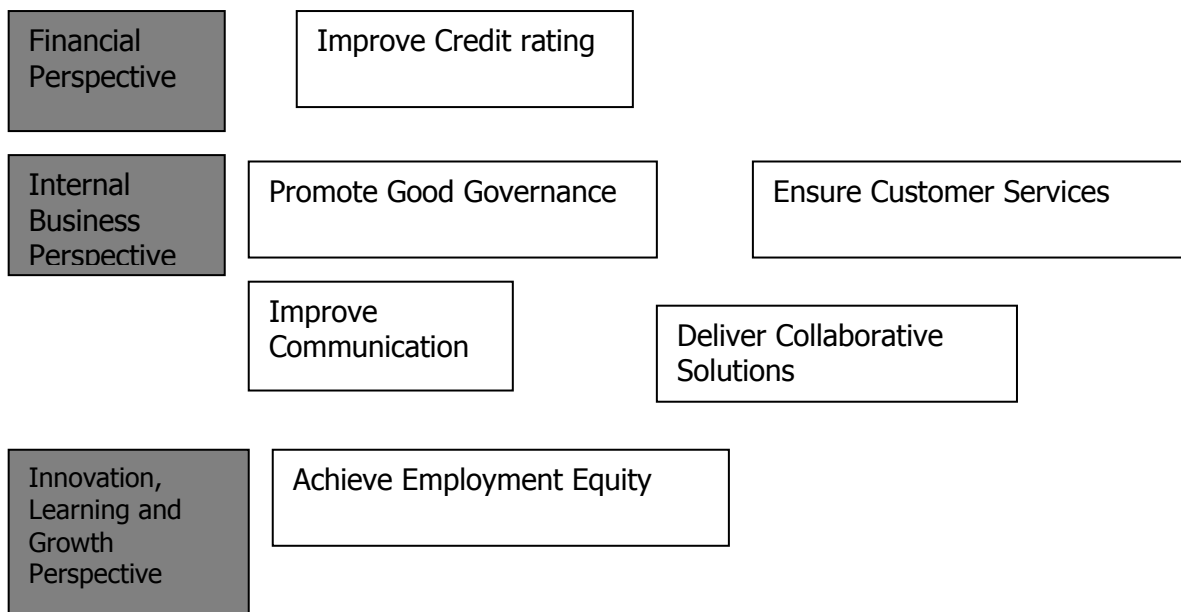 Financial
Perspective
Improve Credit rating
Internal
Business
Perspective
Promote Good Governance
Ensure Customer Services
Improve
Communication
Deliver Collaborative
Solutions
Innovation,
Learning and
Growth
Perspective
Achieve Employment Equity